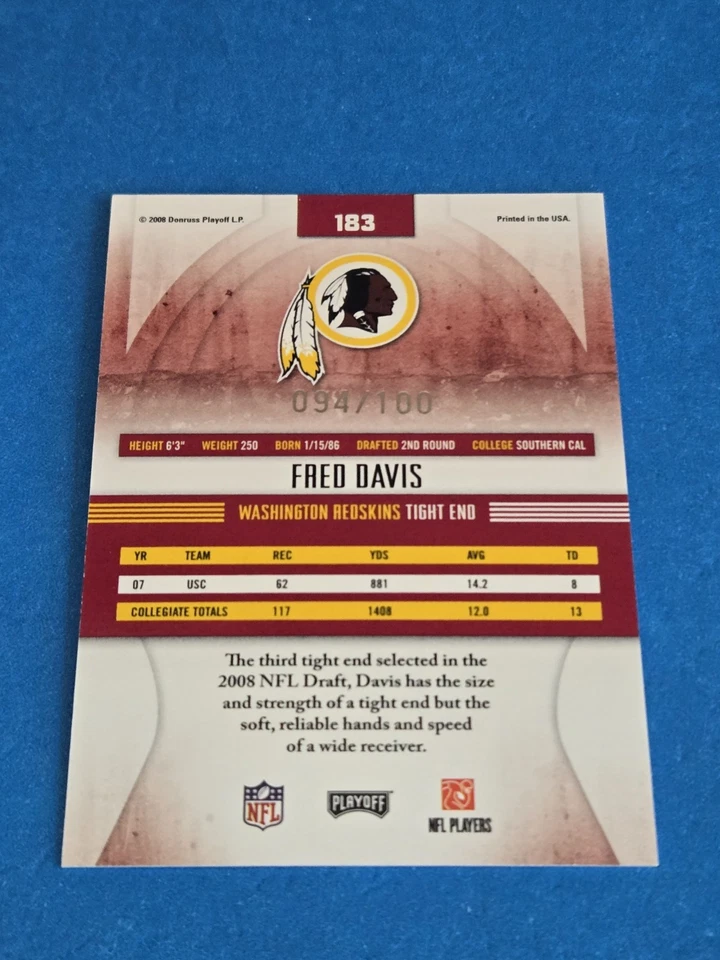 © 2008 Donruss Playoff L.P.
183
Printed in the USA.
094/100
HEIGHT 6'3" WEIGHT 250 BORN 1/15/86 DRAFTED 2ND ROUND COLLEGE SOUTHERN CAL
FRED DAVIS
WASHINGTON REDSKINS TIGHT END
YR TEAM REC YDS AVG TD
07 USC 62 881 14.2 8
COLLEGIATE TOTALS 117 1408 12.0 13
The third tight end selected in the
2008 NFL Draft, Davis has the size
and strength of a tight end but the
soft, reliable hands and speed
of a wide receiver.
NFL
PLAYOFF
NFL PLAYERS